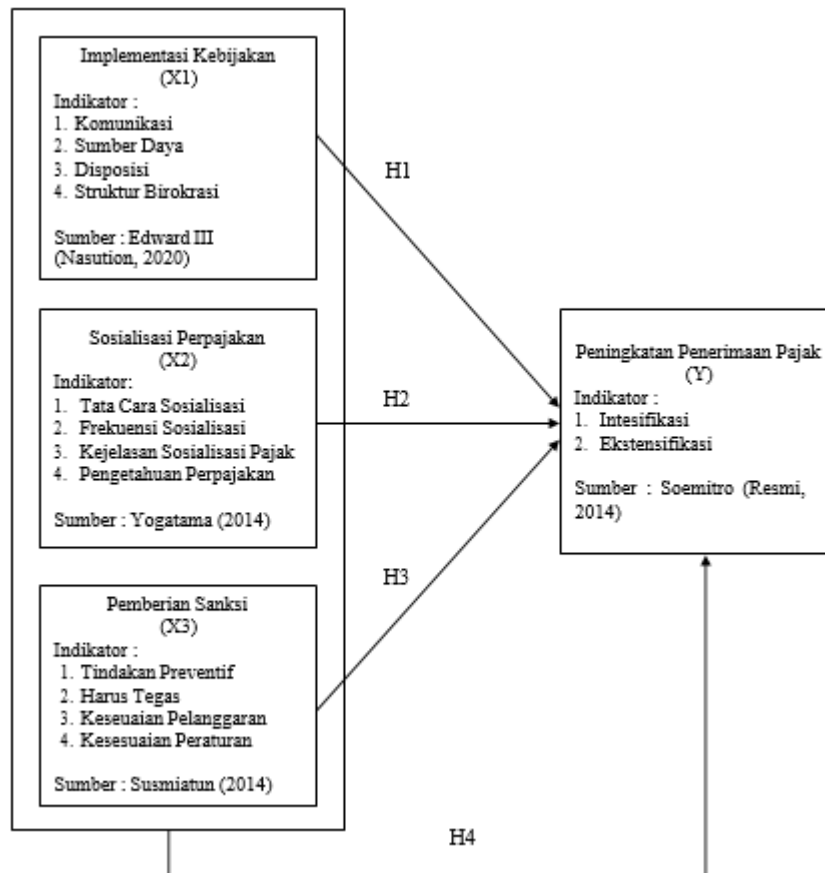 Implementasi Kebijakan
(X1)
Indikator :
1. Komunikasi
2. Sumber Daya
3. Disposisi
4. Struktur Birokrasi
Sumber : Edward III
(Nasution, 2020)
H1
Sosialisasi Perpajakan
(X2)
Indikator:
1. Tata Cara Sosialisasi
2. Frekuensi Sosialisasi
3. Kejelasan Sosialisasi Pajak
4. Pengetahuan Perpajakan
Sumber : Yogatama (2014)
H2
Pemberian Sanksi
(X3)
Indikator :
1. Tindakan Preventif
2. Harus Tegas
3. Keseuaian Pelanggaran
4. Kesesuaian Peraturan
Sumber : Susmiatun (2014)
H3
Peningkatan Penerimaan Pajak
(Y)
Indikator :
1. Intesifikasi
2. Ekstensifikasi
Sumber : Soemitro (Resmi,
2014)
H4